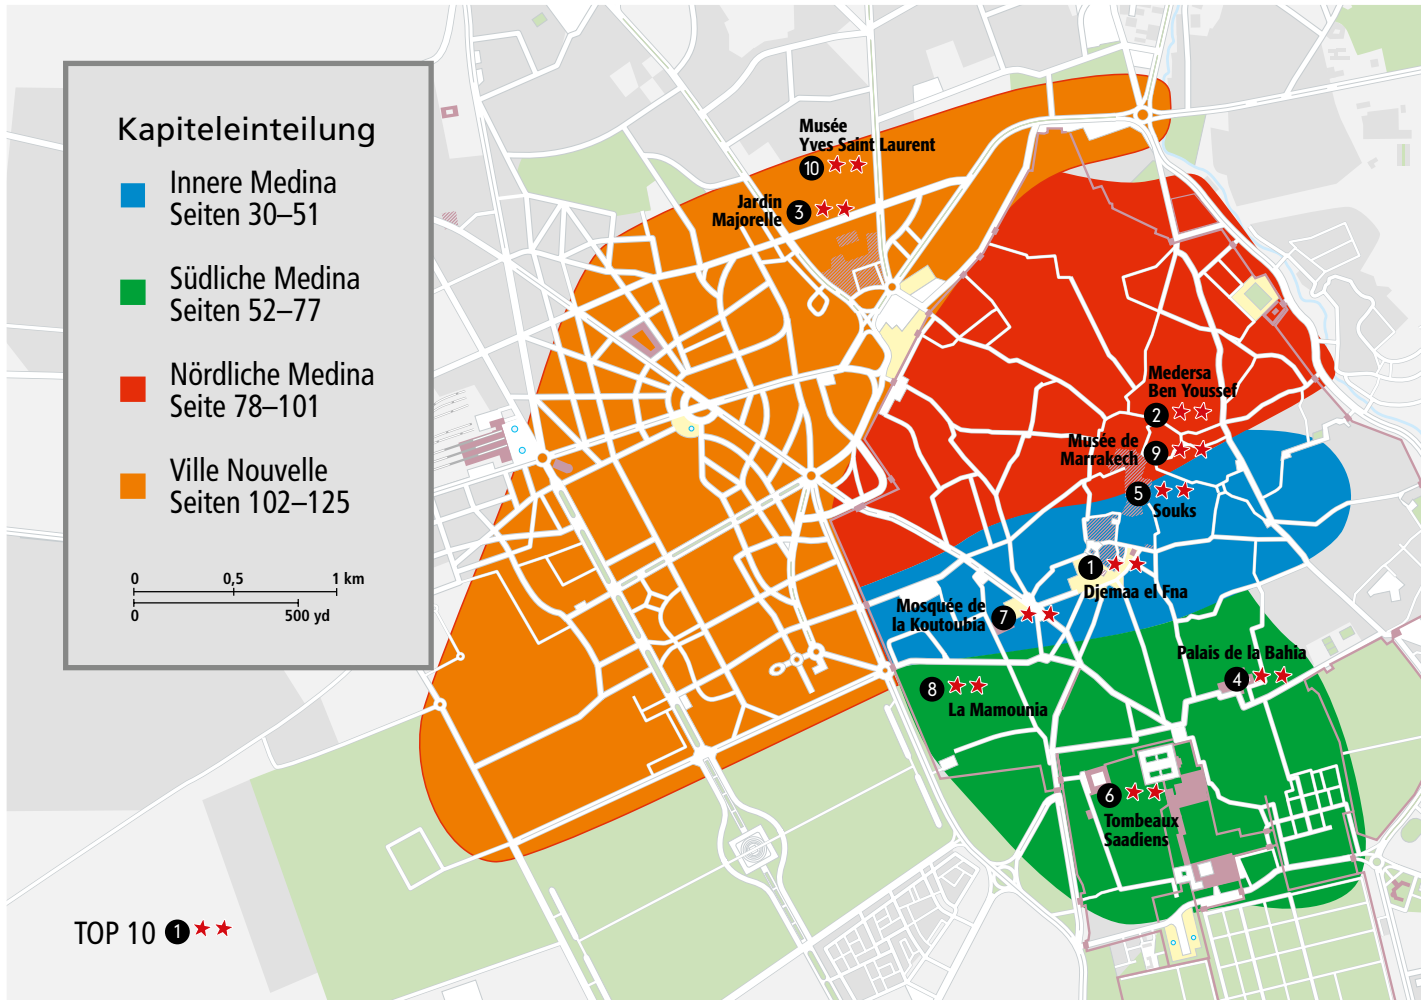 Kapiteleinteilung
Innere Medina
Seiten 30–51
Südliche Medina
Seiten 52–77
Nördliche Medina
Seite 78–101
Ville Nouvelle
Seiten 102–125
0 0,5 1 km
0 500 yd
TOP 10 1
Musée
Yves Saint Laurent
10
Jardin
Majorelle
3
Medersa
Ben Youssef
2
Musée de
Marrakech
9
5
Souks
1
Djemaa el Fna
Mosquée de
la Koutoubia
7
Palais de la Bahia
4
8
La Mamounia
6
Tombeaux
Saadiens